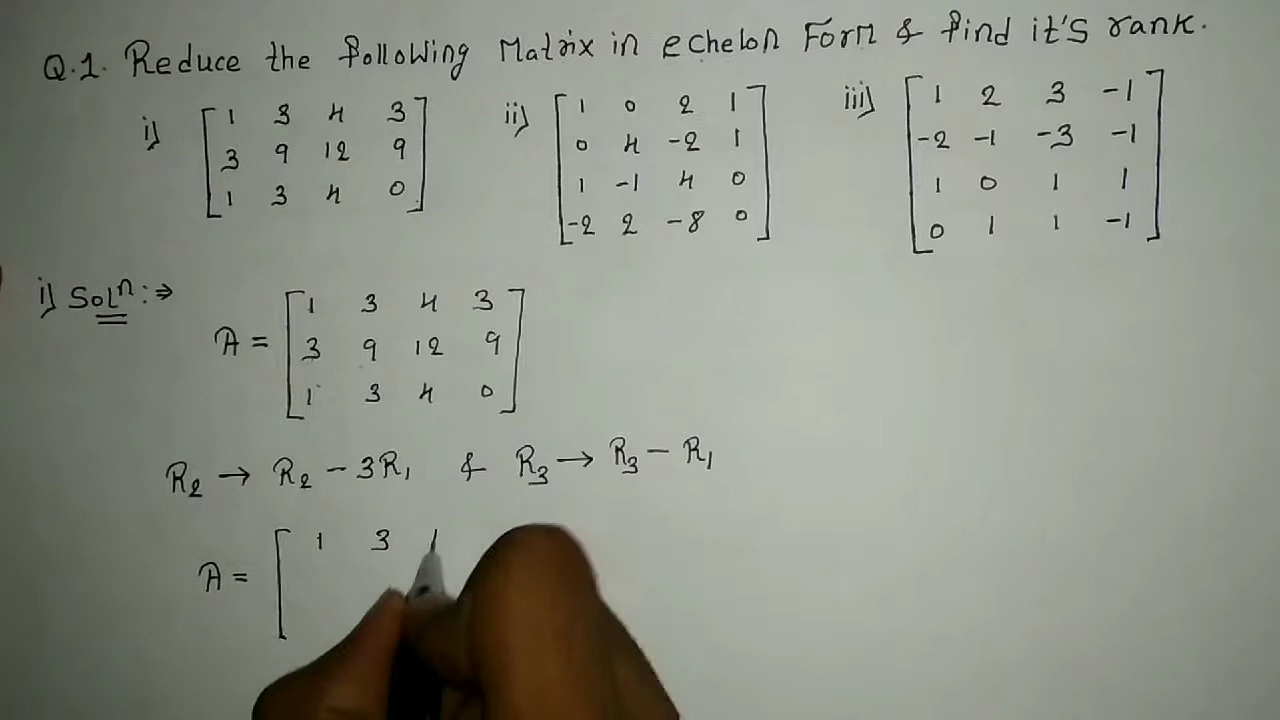 Q.1. Reduce the following Matrix in echelon Form & find it's rank.
i) [ 1 3 4 3 ii) [ 1 0 2 1 iii) [ 1 2 3 -1
3 9 12 9 0 4 -2 1 -2 -1 -3 -1
1 3 4 0 ] 1 -1 4 0 1 0 1 1
-2 2 -8 0 ] 0 1 1 -1 ]
i) Solⁿ :⇒
A = [ 1 3 4 3
3 9 12 9
1 3 4 0 ]
R₂ → R₂ - 3R₁ & R₃ → R₃ - R₁
A = [ 1 3